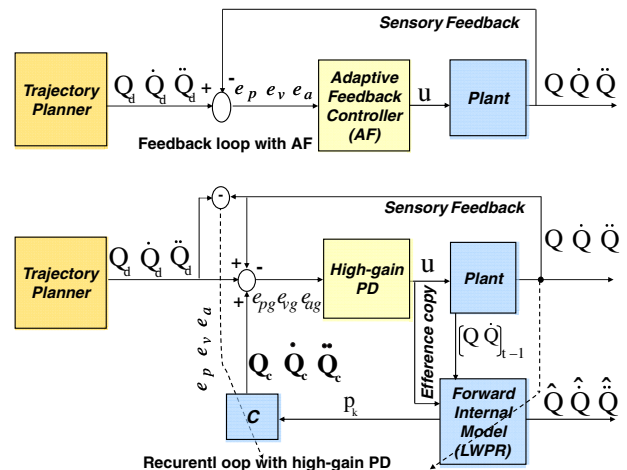 Sensory Feedback
Trajectory
Planner
Q_d Q̇_d Q̈_d
+
-
e_p e_v e_a
Adaptive
Feedback
Controller
(AF)
u
Plant
Q Q̇ Q̈
Feedback loop with AF
-
Sensory Feedback
Trajectory
Planner
Q_d Q̇_d Q̈_d
+
-
+
e_pg e_vg e_ag
High-gain
PD
u
Plant
Q Q̇ Q̈
e_p e_v e_a
Efference copy
[Q Q̇]_t−1
Q_c Q̇_c Q̈_c
C
p_k
Forward
Internal
Model
(LWPR)
Q̂ Q̇̂ Q̈̂
Recurentl oop with high-gain PD